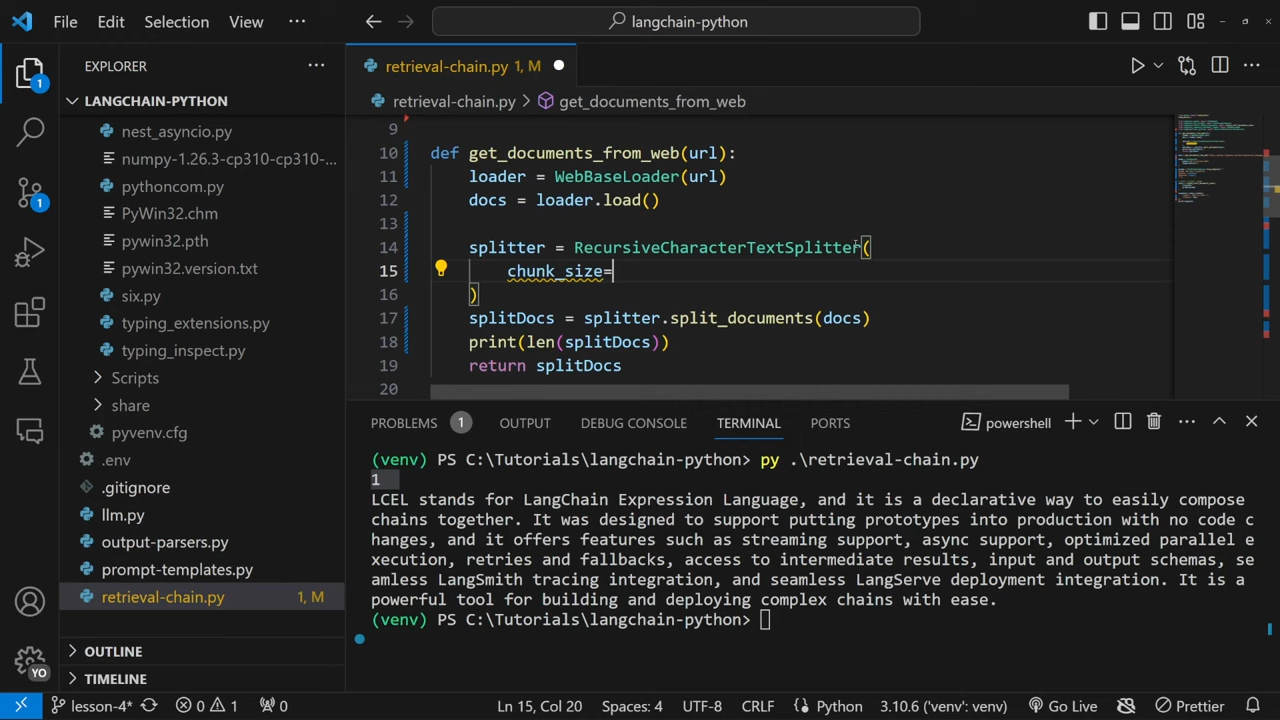 File Edit Selection View ··· langchain-python
EXPLORER ···
LANGCHAIN-PYTHON
nest_asyncio.py
numpy-1.26.3-cp310-cp310-...
pythoncom.py
PyWin32.chm
pywin32.pth
pywin32.version.txt
six.py
typing_extensions.py
typing_inspect.py
Scripts
share
pyvenv.cfg
.env
.gitignore
llm.py
output-parsers.py
prompt-templates.py
retrieval-chain.py 1, M
OUTLINE
TIMELINE
1
1
YO
retrieval-chain.py 1, M
retrieval-chain.py > get_documents_from_web
9
10 def get_documents_from_web(url):
11 loader = WebBaseLoader(url)
12 docs = loader.load()
13
14 splitter = RecursiveCharacterTextSplitter(
15 chunk_size=
16 )
17 splitDocs = splitter.split_documents(docs)
18 print(len(splitDocs))
19 return splitDocs
20
PROBLEMS 1 OUTPUT DEBUG CONSOLE TERMINAL PORTS powershell
(venv) PS C:\Tutorials\langchain-python> py .\retrieval-chain.py
1
LCEL stands for LangChain Expression Language, and it is a declarative way to easily compose
chains together. It was designed to support putting prototypes into production with no code c
hanges, and it offers features such as streaming support, async support, optimized parallel e
xecution, retries and fallbacks, access to intermediate results, input and output schemas, se
amless LangSmith tracing integration, and seamless LangServe deployment integration. It is a
powerful tool for building and deploying complex chains with ease.
(venv) PS C:\Tutorials\langchain-python>
lesson-4* 0 1 0 Ln 15, Col 20 Spaces: 4 UTF-8 CRLF Python 3.10.6 ('venv': venv) Go Live Prettier